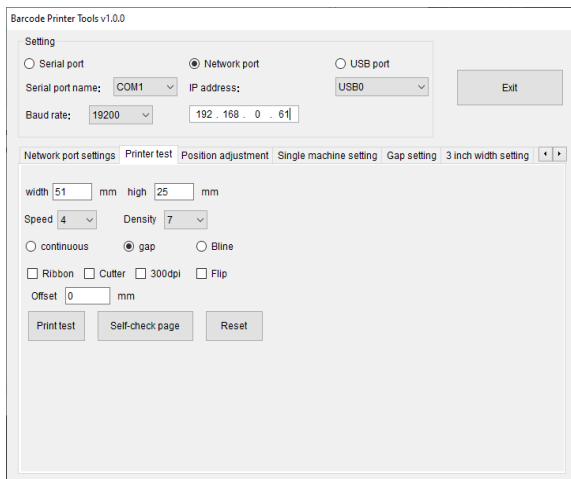 Barcode Printer Tools v1.0.0
Setting
Serial port Network port USB port
Serial port name: COM1 IP address: USB0 Exit
Baud rate: 19200 192 . 168 . 0 . 61
Network port settings Printer test Position adjustment Single machine setting Gap setting 3 inch width setting
width 51 mm high 25 mm
Speed 4 Density 7
continuous gap Bline
Ribbon Cutter 300dpi Flip
Offset 0 mm
Print test Self-check page Reset